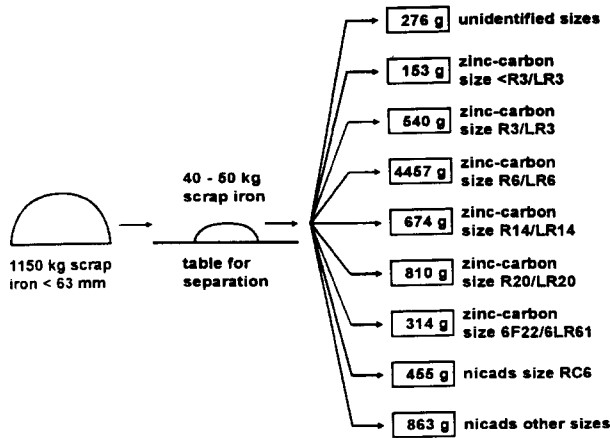 276 g unidentified sizes
153 g zinc-carbon
size <R3/LR3
540 g zinc-carbon
size R3/LR3
4457 g zinc-carbon
size R6/LR6
674 g zinc-carbon
size R14/LR14
810 g zinc-carbon
size R20/LR20
314 g zinc-carbon
size 6F22/6LR61
455 g nicads size RC6
863 g nicads other sizes
40 - 50 kg
scrap iron
table for
separation
1150 kg scrap
iron < 63 mm